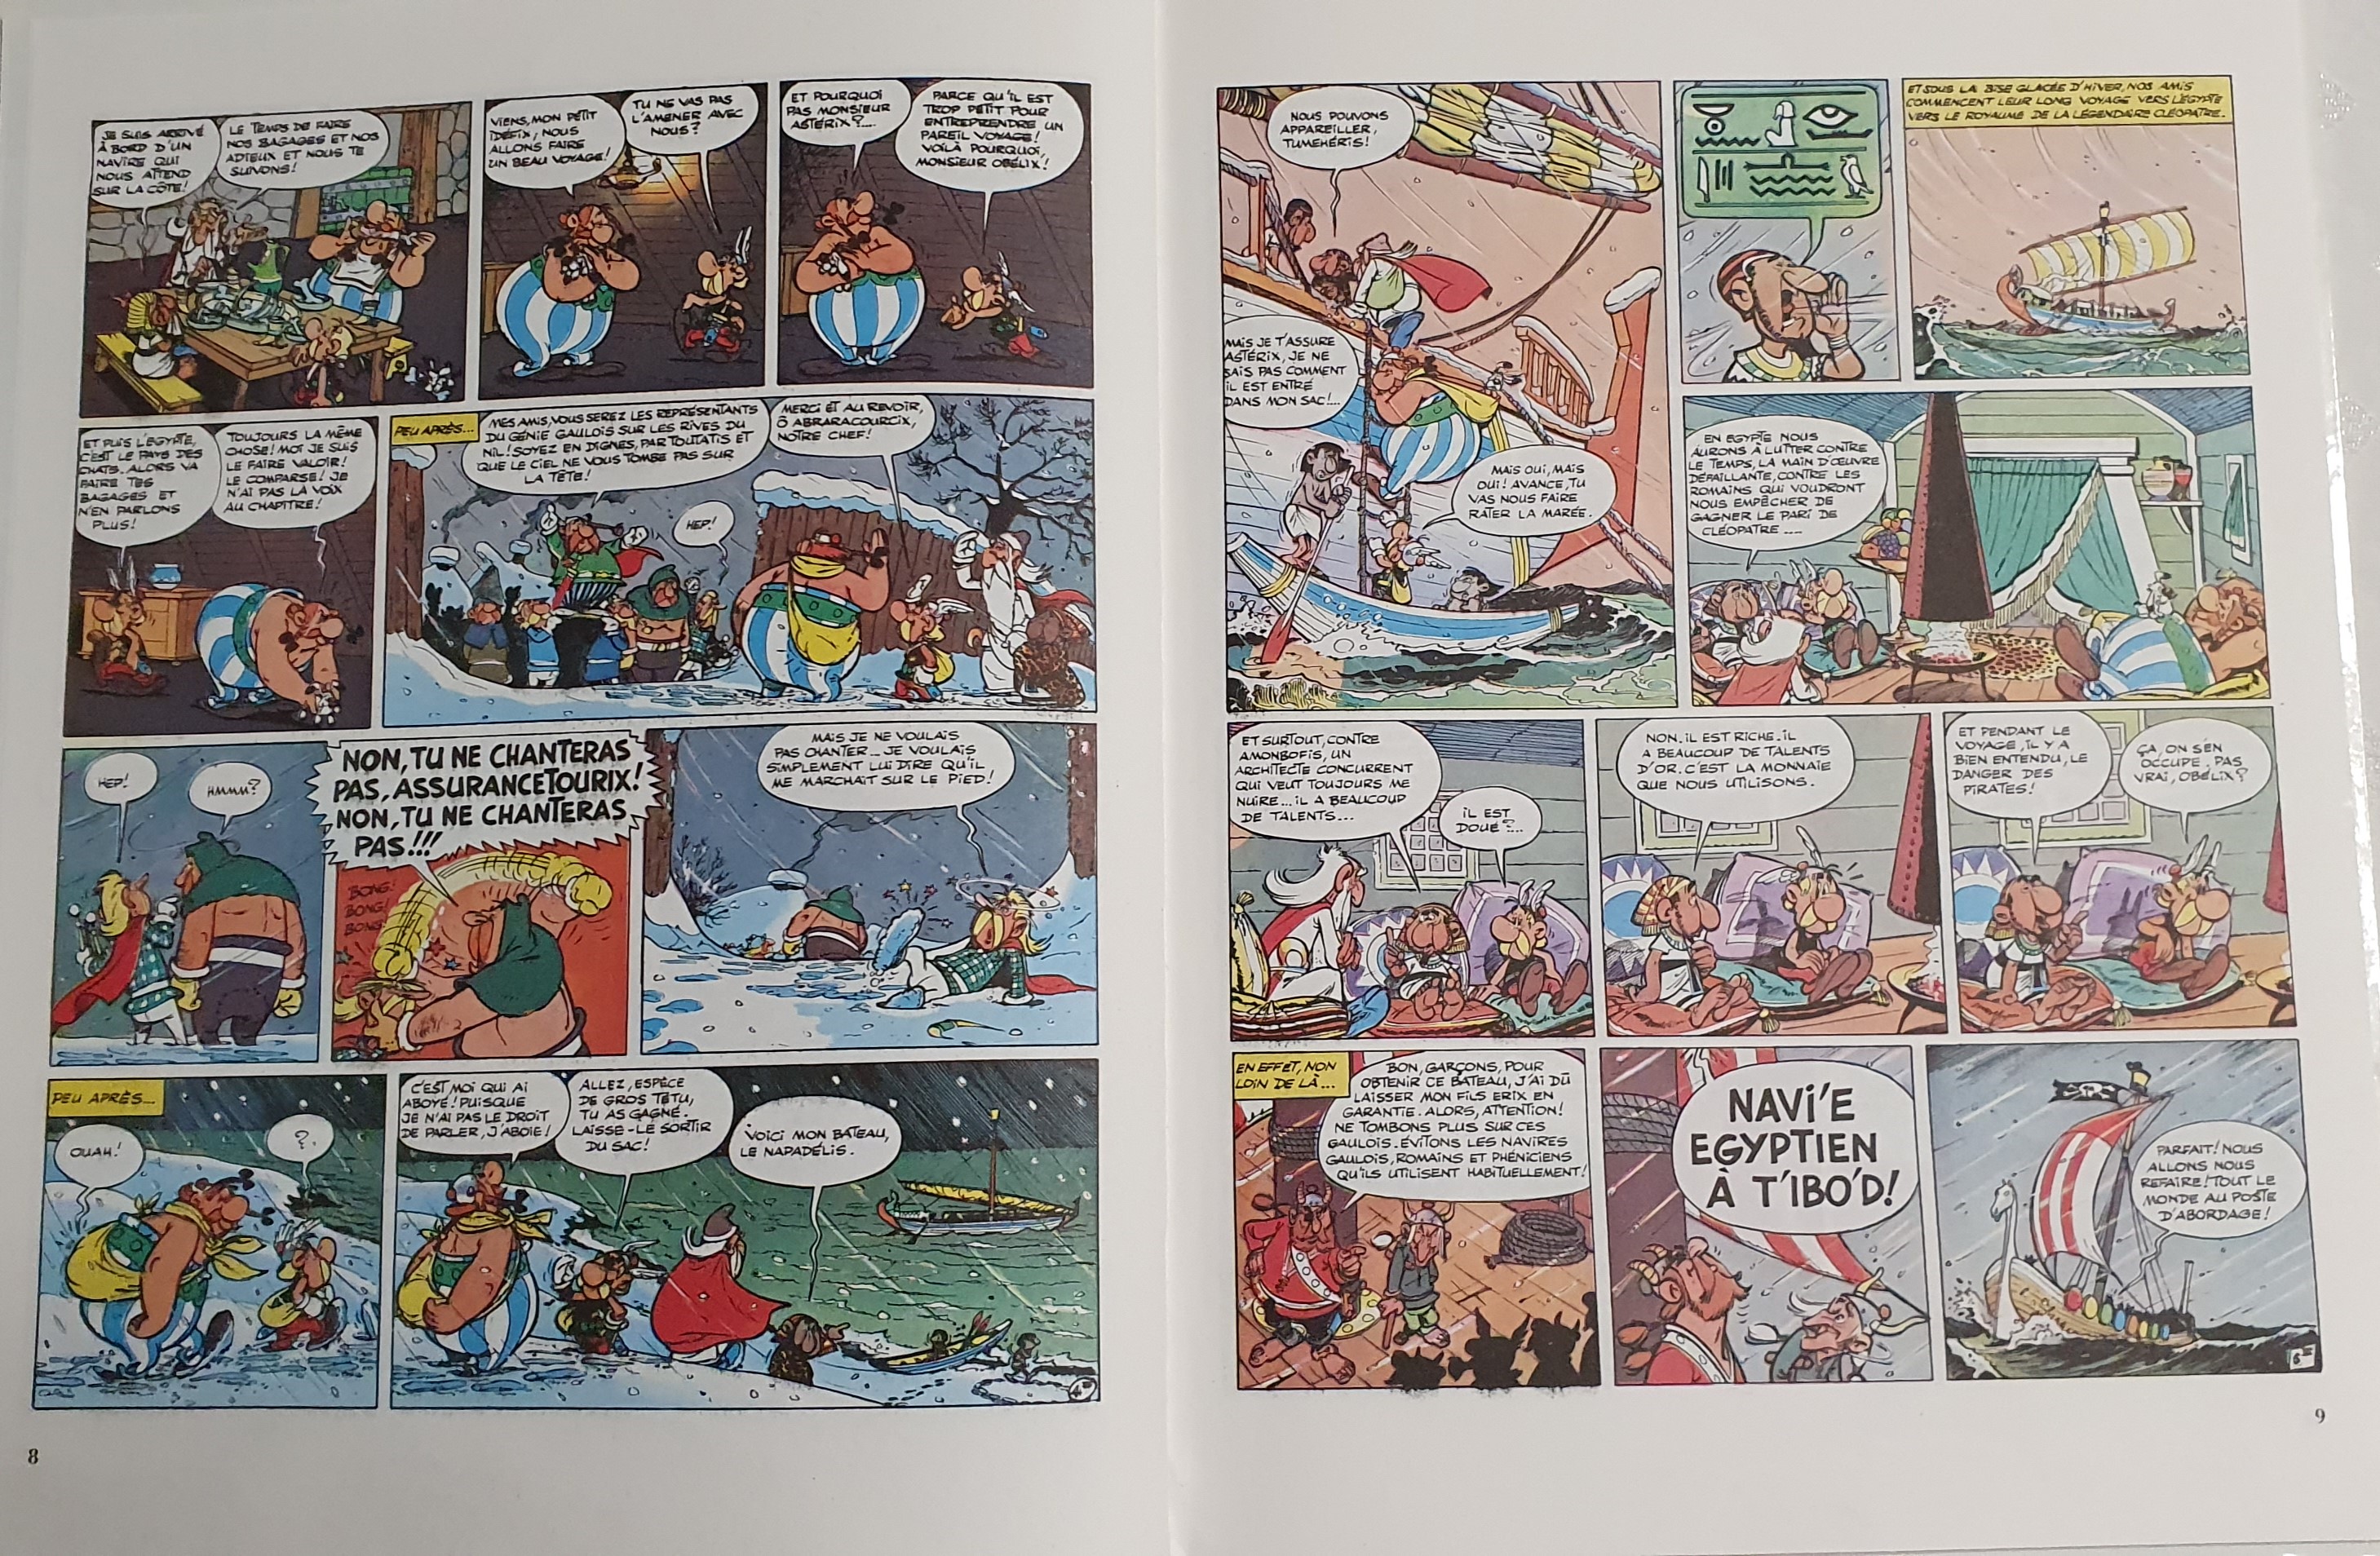 JE SUIS ARRIVÉ
À BORD D'UN
NAVIRE QUI
NOUS ATTEND
SUR LA CÔTE!
LE TEMPS DE FAIRE
NOS BAGAGES ET NOS
ADIEUX ET NOUS TE
SUIVONS!
VIENS, MON PETIT
IDÉFIX, NOUS
ALLONS FAIRE
UN BEAU VOYAGE!
TU NE VAS PAS
L'AMENER AVEC
NOUS?
ET POURQUOI
PAS MONSIEUR
ASTÉRIX?....
PARCE QU'IL EST
TROP PETIT POUR
ENTREPRENDRE UN
PAREIL VOYAGE!
VOILÀ POURQUOI,
MONSIEUR OBÉLIX!
ET PUIS L'ÉGYPTE,
C'EST LE PAYS DES
CHATS. ALORS VA
FAIRE TES
BAGAGES ET
N'EN PARLONS
PLUS!
TOUJOURS LA MÊME
CHOSE! MOI JE SUIS
LE FAIRE VALOIR!
LE COMPARSE! JE
N'AI PAS LA VOIX
AU CHAPITRE!
PEU APRÈS...
MES AMIS, VOUS SEREZ LES REPRÉSENTANTS
DU GÉNIE GAULOIS SUR LES RIVES DU
NIL! SOYEZ EN DIGNES, PAR TOUTATIS ET
QUE LE CIEL NE VOUS TOMBE PAS SUR
LA TÊTE!
HEP!
MERCI ET AU REVOIR,
Ô ABRARACOURCIX,
NOTRE CHEF!
HEP!
HMMM?
NON, TU NE CHANTERAS
PAS, ASSURANCETOURIX!
NON, TU NE CHANTERAS
PAS!!!
BONG!
BONG!
BONG!
MAIS JE NE VOULAIS
PAS CHANTER... JE VOULAIS
SIMPLEMENT LUI DIRE QU'IL
ME MARCHAIT SUR LE PIED!
PEU APRÈS...
OUAH!
?.
C'EST MOI QUI AI
ABOYÉ! PUISQUE
JE N'AI PAS LE DROIT
DE PARLER, J'ABOIE!
ALLEZ, ESPÈCE
DE GROS TÊTU,
TU AS GAGNÉ.
LAISSE-LE SORTIR
DU SAC!
VOICI MON BATEAU,
LE NAPADÉLIS.
8
NOUS POUVONS
APPAREILLER,
TUMEHÉRIS!
MAIS JE T'ASSURE
ASTÉRIX, JE NE
SAIS PAS COMMENT
IL EST ENTRÉ
DANS MON SAC!...
MAIS OUI, MAIS
OUI! AVANCE, TU
VAS NOUS FAIRE
RATER LA MARÉE.
ET SOUS LA BISE GLACÉE D'HIVER, NOS AMIS
COMMENCENT LEUR LONG VOYAGE VERS L'ÉGYPTE
VERS LE ROYAUME DE LA LÉGENDAIRE CLÉOPÂTRE.
EN EGYPTE NOUS
AURONS À LUTTER CONTRE
LE TEMPS, LA MAIN D'ŒUVRE
DÉFAILLANTE, CONTRE LES
ROMAINS QUI VOUDRONT
NOUS EMPÊCHER DE
GAGNER LE PARI DE
CLÉOPATRE ....
ET SURTOUT, CONTRE
AMONBOFIS, UN
ARCHITECTE CONCURRENT
QUI VEUT TOUJOURS ME
NUIRE... IL A BEAUCOUP
DE TALENTS...
IL EST
DOUÉ?...
NON. IL EST RICHE. IL
A BEAUCOUP DE TALENTS
D'OR. C'EST LA MONNAIE
QUE NOUS UTILISONS.
ET PENDANT LE
VOYAGE, IL Y A
BIEN ENTENDU, LE
DANGER DES
PIRATES!
ÇA, ON S'EN
OCCUPE, PAS
VRAI, OBÉLIX?
EN EFFET, NON
LOIN DE LÀ...
BON, GARÇONS, POUR
OBTENIR CE BATEAU, J'AI DÛ
LAISSER MON FILS ERIX EN
GARANTIE. ALORS, ATTENTION!
NE TOMBONS PLUS SUR CES
GAULOIS. ÉVITONS LES NAVIRES
GAULOIS, ROMAINS ET PHÉNICIENS
QU'ILS UTILISENT HABITUELLEMENT!
NAVI'E
EGYPTIEN
À T'IBO'D!
PARFAIT! NOUS
ALLONS NOUS
REFAIRE! TOUT LE
MONDE AU POSTE
D'ABORDAGE!
9